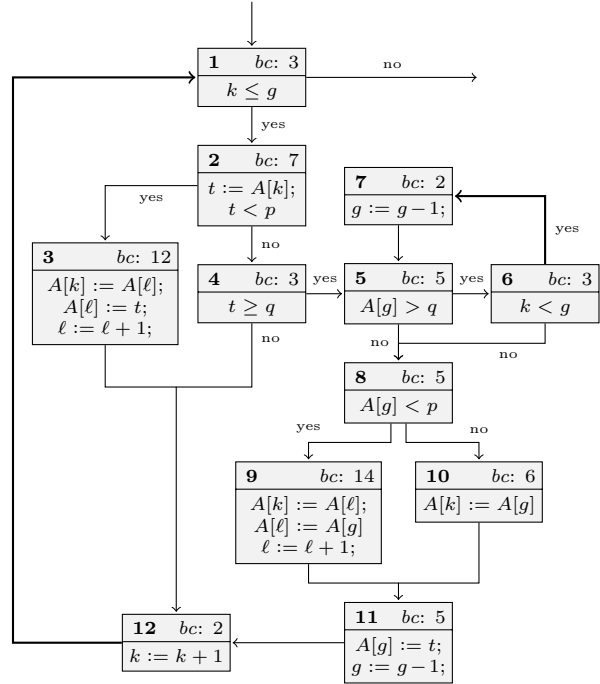 1 bc: 3
k ≤ g
no
yes
2 bc: 7
t := A[k];
t < p
yes
no
7 bc: 2
g := g − 1;
yes
3 bc: 12
A[k] := A[ℓ];
A[ℓ] := t;
ℓ := ℓ + 1;
4 bc: 3
t ≥ q
yes
no
5 bc: 5
A[g] > q
yes
no
6 bc: 3
k < g
no
8 bc: 5
A[g] < p
yes
no
9 bc: 14
A[k] := A[ℓ];
A[ℓ] := A[g]
ℓ := ℓ + 1;
10 bc: 6
A[k] := A[g]
11 bc: 5
A[g] := t;
g := g − 1;
12 bc: 2
k := k + 1